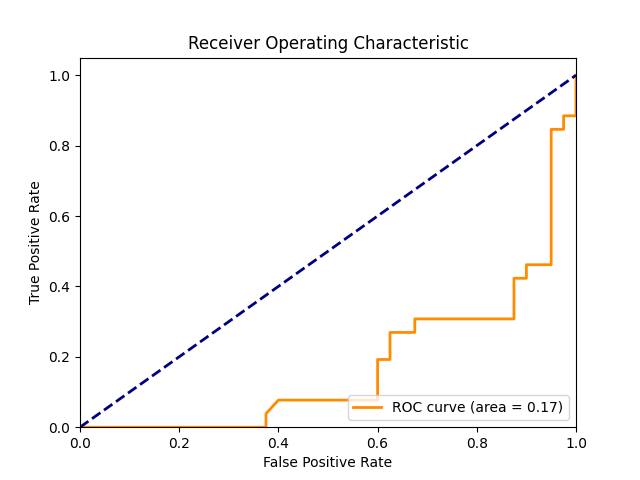 Receiver Operating Characteristic
True Positive Rate
1.0
0.8
0.6
0.4
0.2
0.0
ROC curve (area = 0.17)
0.0 0.2 0.4 0.6 0.8 1.0
False Positive Rate